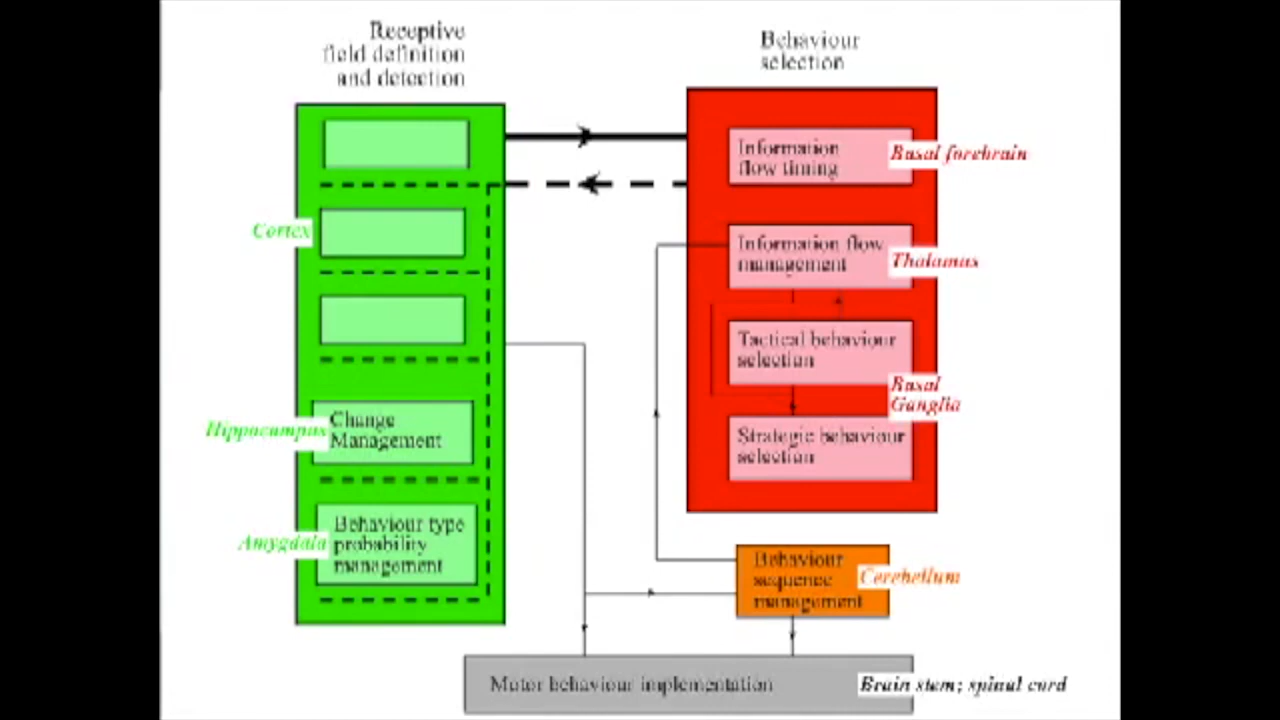 Receptive
field definition
and detection
Behaviour
selection
Information
flow timing
Basal forebrain
Cortex
Information flow
management
Thalamus
Tactical behaviour
selection
Basal
Ganglia
Hippocampus
Change
Management
Strategic behaviour
selection
Amygdala
Behaviour type
probability
management
Behaviour
sequence
management
Cerebellum
Motor behaviour implementation
Brain stem; spinal cord